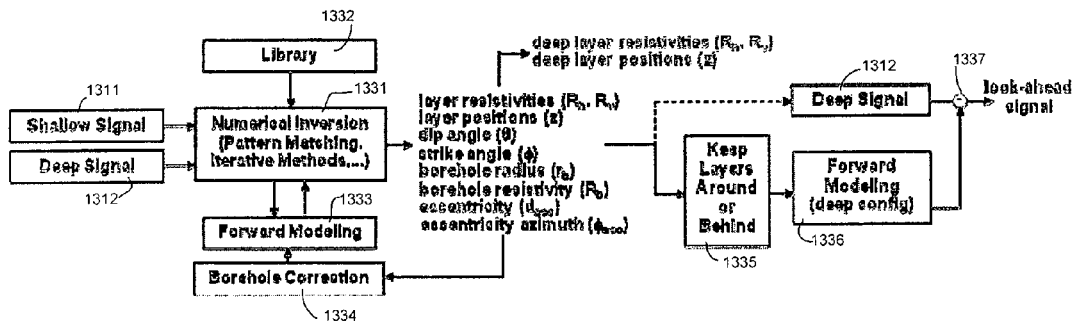 1332
Library
deep layer resistivities (Rh, Rv)
deep layer positions (z)
1311
Shallow Signal
Deep Signal
1312
1331
Numerical Inversion
(Pattern Matching,
Iterative Methods,...)
layer resistivities (Rh, Rv)
layer positions (z)
dip angle (θ)
strike angle (ϕ)
borehole radius (rb)
borehole resistivity (Rb)
eccentricity (decc)
eccentricity azimuth (ϕecc)
1333
Forward Modeling
Borehole Correction
1334
1312
Deep Signal
1337
look-ahead
signal
Keep
Layers
Around
or
Behind
1335
Forward
Modeling
(deep config)
1336